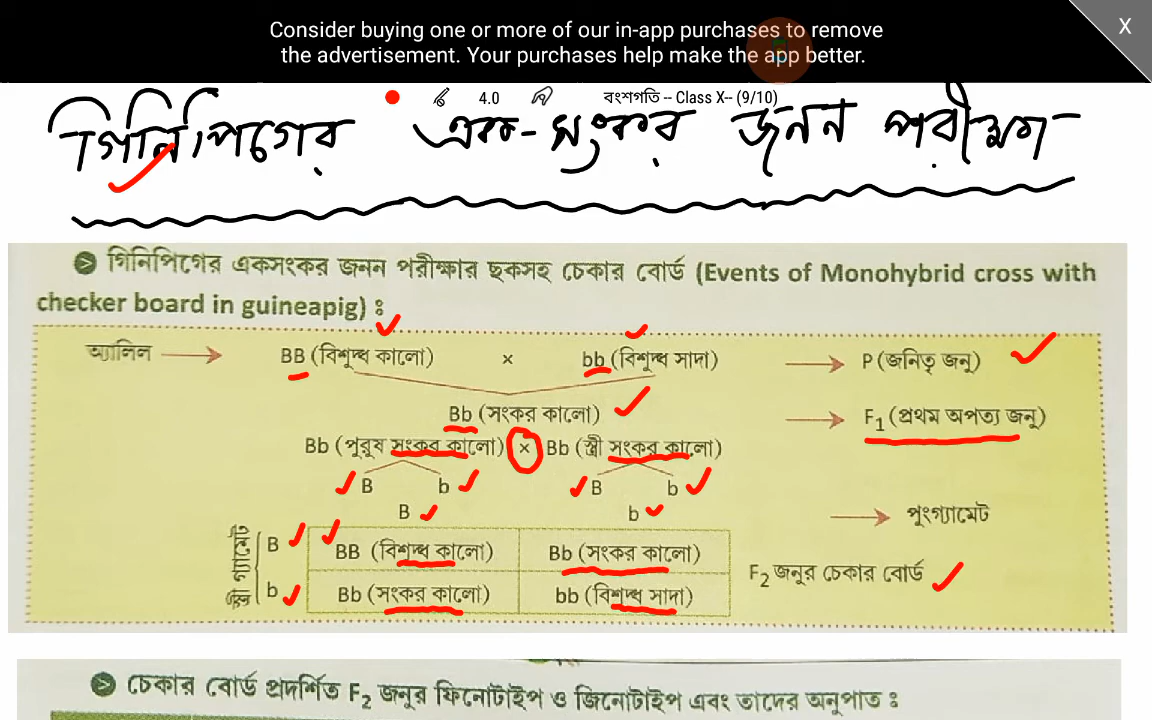 Consider buying one or more of our in-app purchases to remove
the advertisement. Your purchases help make the app better.
X
4.0 বংশগতি -- Class X-- (9/10)
গিনিপিগের এক-সংকর জনন পরীক্ষা
গিনিপিগের একসংকর জনন পরীক্ষার ছকসহ চেকার বোর্ড (Events of Monohybrid cross with
checker board in guineapig) ঃ
অ্যালিল BB (বিশুদ্ধ কালো) × bb (বিশুদ্ধ সাদা) P (জনিতৃ জনু)
Bb (সংকর কালো) F₁ (প্রথম অপত্য জনু)
Bb (পুরুষ সংকর কালো) × Bb (স্ত্রী সংকর কালো)
B b B b
B b পুংগ্যামেট
স্ত্রী গ্যামেট
B BB (বিশুদ্ধ কালো) Bb (সংকর কালো)
F₂ জনুর চেকার বোর্ড
b Bb (সংকর কালো) bb (বিশুদ্ধ সাদা)
চেকার বোর্ড প্রদর্শিত F₂ জনুর ফিনোটাইপ ও জিনোটাইপ এবং তাদের অনুপাত ঃ